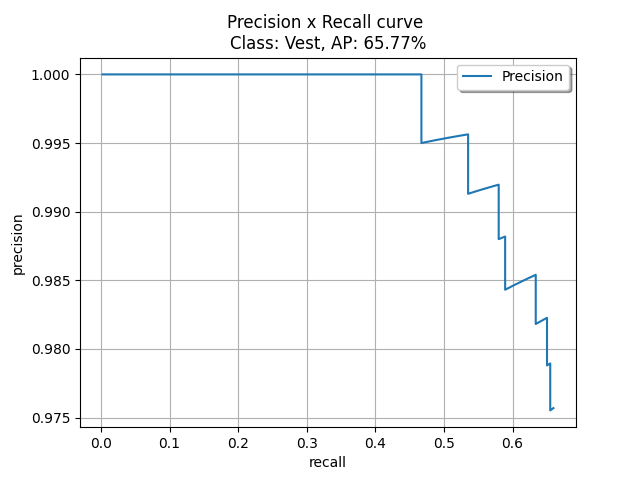 Precision x Recall curve
Class: Vest, AP: 65.77%
Precision
1.000
0.995
0.990
0.985
0.980
0.975
precision
0.0 0.1 0.2 0.3 0.4 0.5 0.6
recall